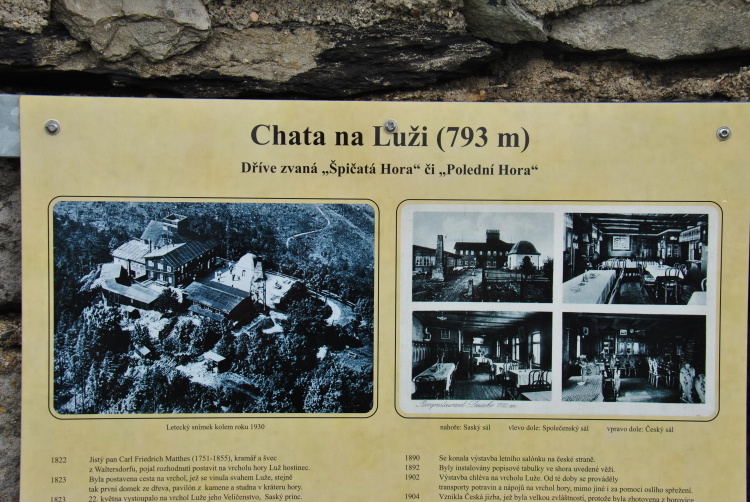 Chata na Luži (793 m)
Dříve zvaná „Špičatá Hora“ či „Polední Hora“
Letecký snímek kolem roku 1930
nahoře: Saský sál vlevo dole: Společenský sál vpravo dole: Český sál
1822 Jistý pan Carl Friedrich Matthes (1751-1855), kramář a švec
z Waltersdorfu, pojal rozhodnutí postavit na vrcholu hory Luž hostinec.
1823 Byla postavena cesta na vrchol, jež se vinula svahem Luže, stejně
tak první domek ze dřeva, pavilón z kamene a studna v kráteru hory.
1823 22. května vystoupalo na vrchol Luže jeho Veličenstvo, Saský princ.
1890 Se konala výstavba letního salónku na české straně.
1892 Byly instalovány popisové tabulky ve shora uvedené věži.
1902 Výstavba chléva na vrcholu Luže. Od té doby se prováděly
transporty potravin a nápojů na vrchol hory, mimo jiné i za pomoci oslího spřežení.
1904 Vznikla Česká jizba, jež byla velkou zvláštností, protože byla zhotovena z borovice